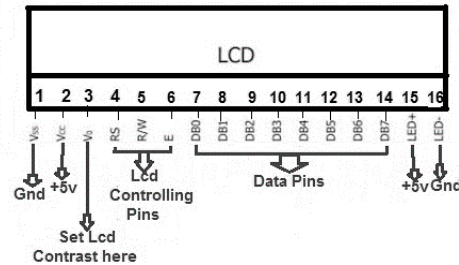 LCD
1 2 3 4 5 6 7 8 9 10 11 12 13 14 15 16
Vss Vcc Vo RS R/W E DB0 DB1 DB2 DB3 DB4 DB5 DB6 DB7 LED+ LED-
Gnd +5v Lcd Data Pins +5v Gnd
Controlling
Pins
Set Lcd
Contrast here